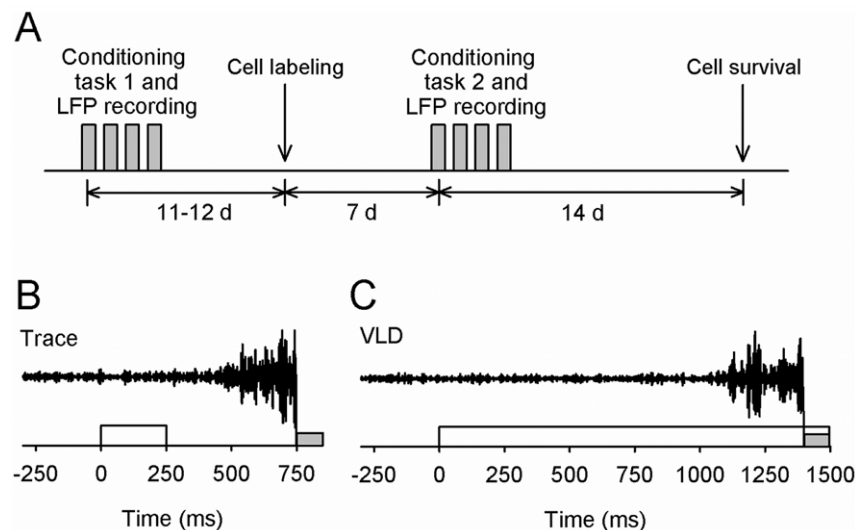 A
Conditioning
task 1 and
LFP recording
Cell labeling
Conditioning
task 2 and
LFP recording
Cell survival
11-12 d
7 d
14 d
B
Trace
-250 0 250 500 750
Time (ms)
C
VLD
-250 0 250 500 750 1000 1250 1500
Time (ms)